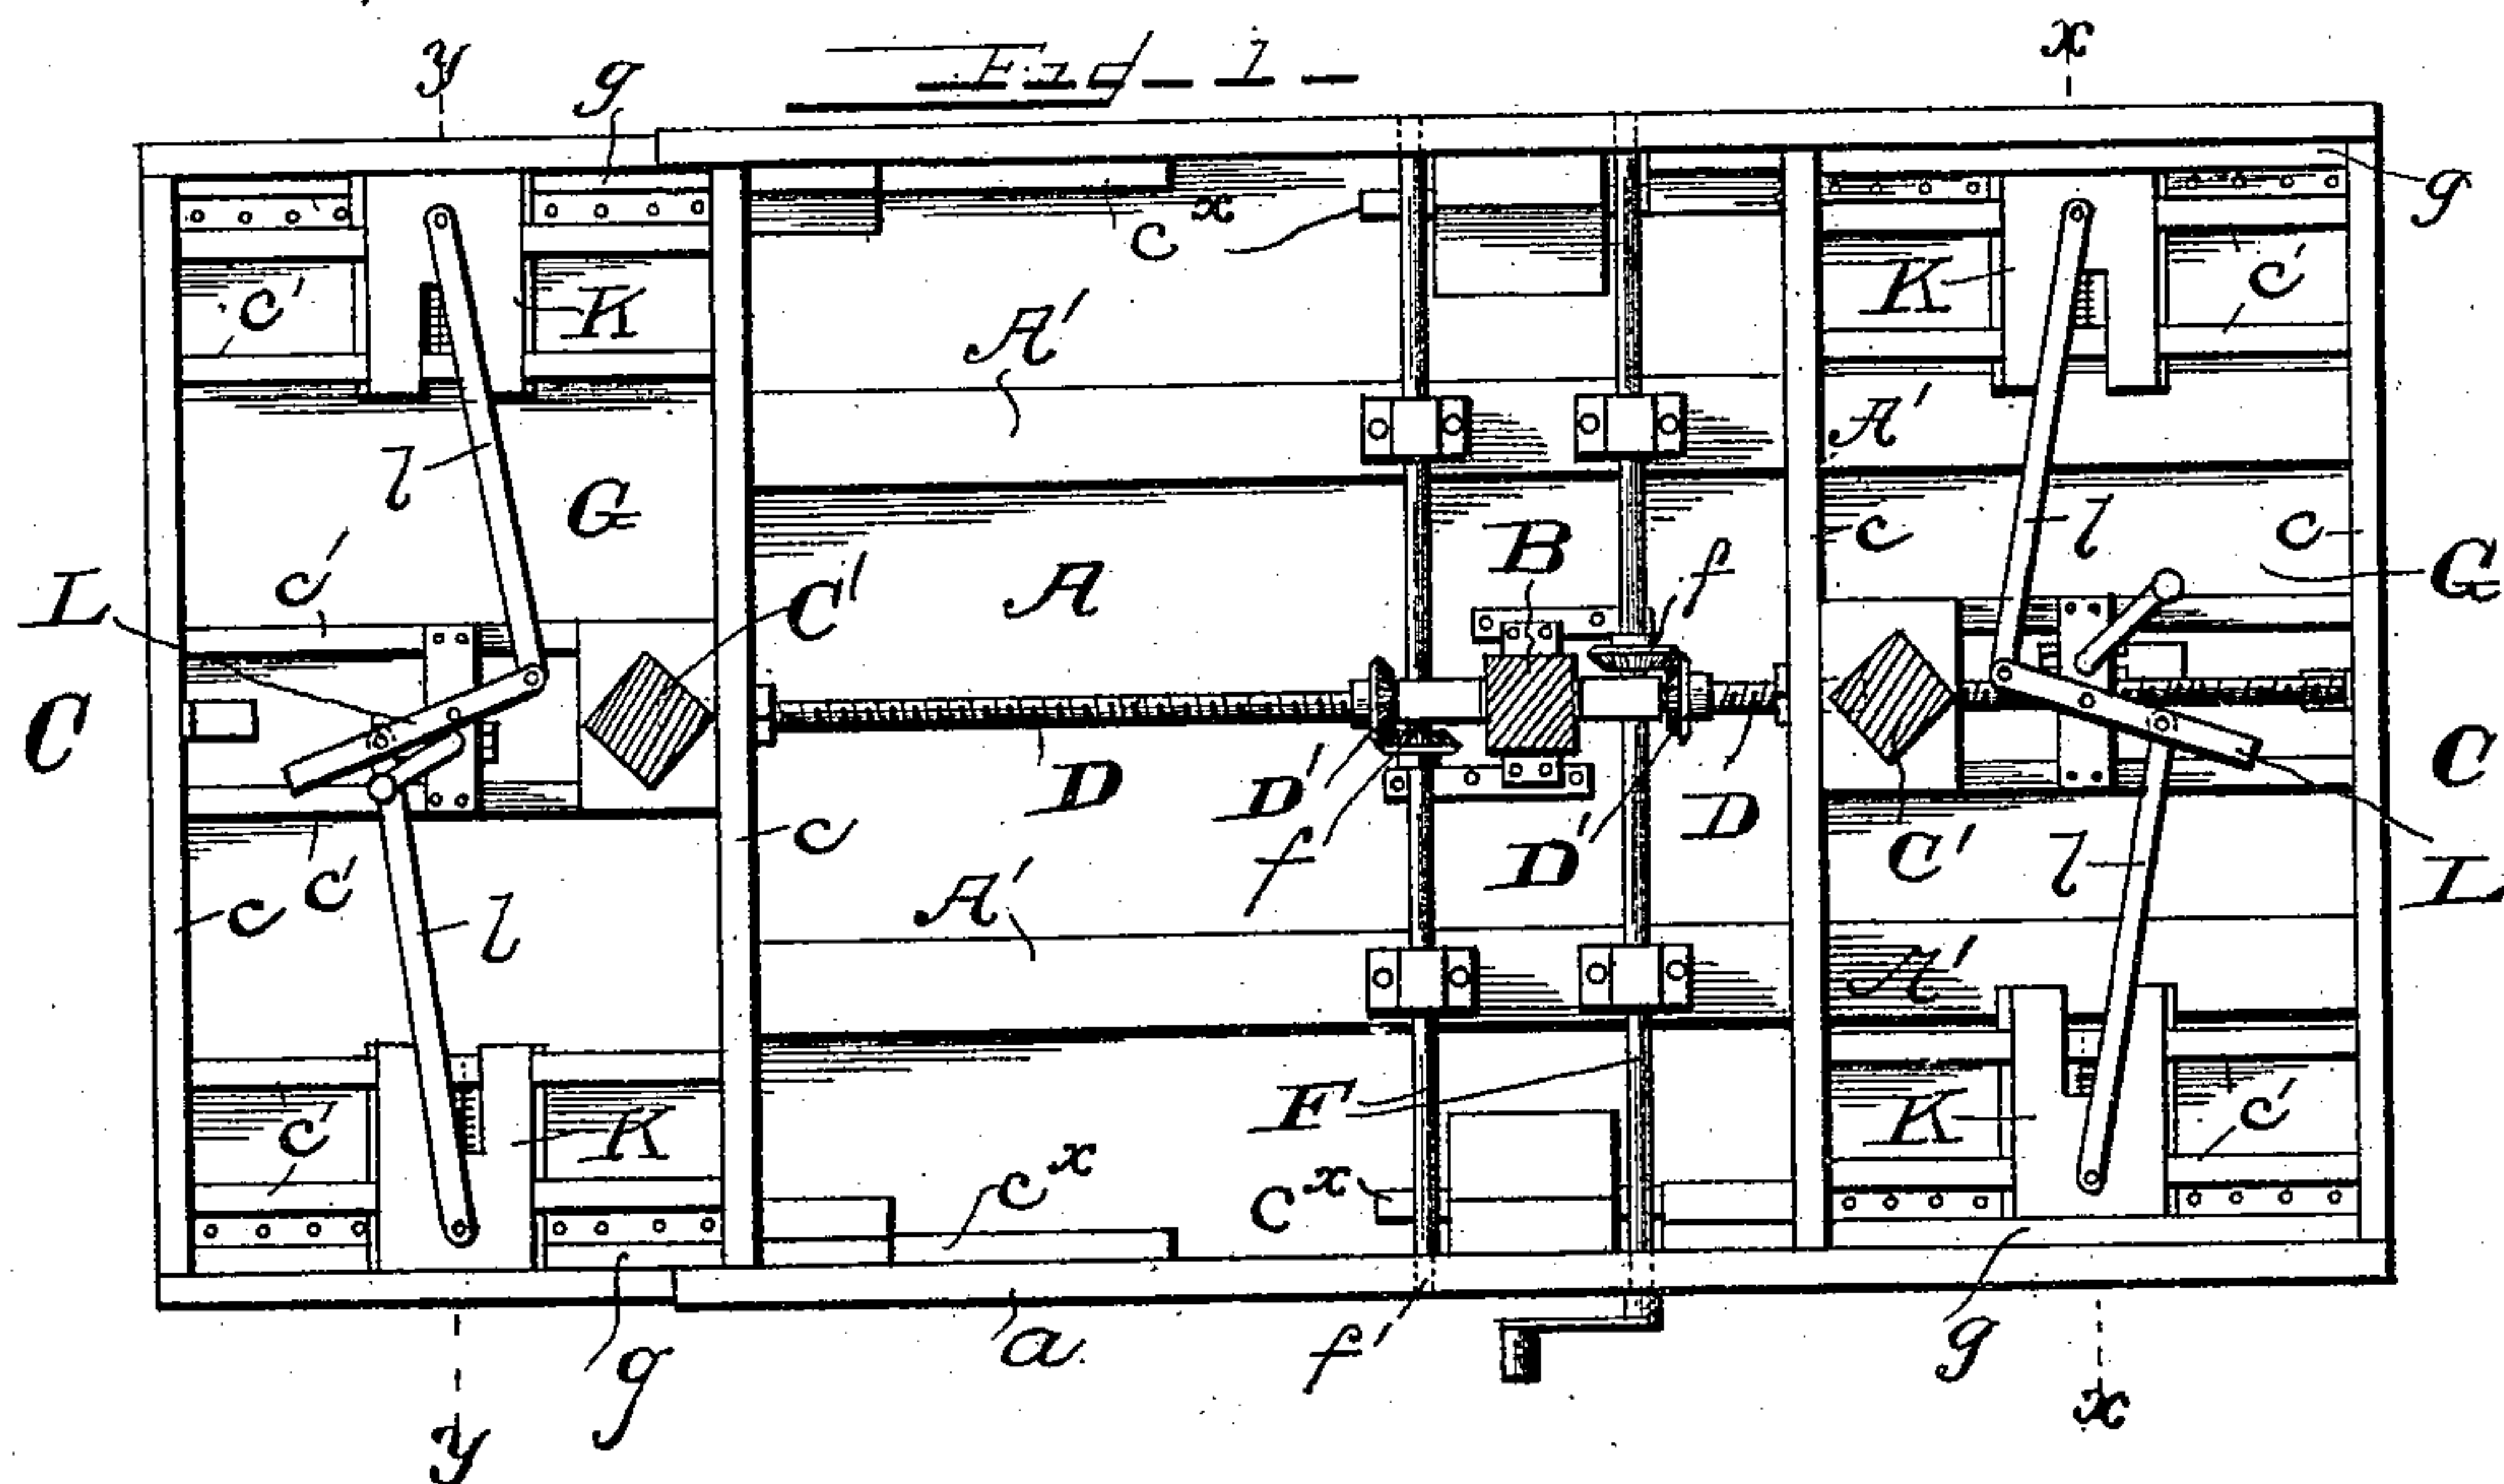 Fig-1-
y g x
g
c x
c' K K c'
A'
A'
l G c l c G
B f
c' A
L C'
C C
D D' D
f D' C' l
c L
c' A'
c l A'
F K
c' K c'
c x c x
g a f' g
y x